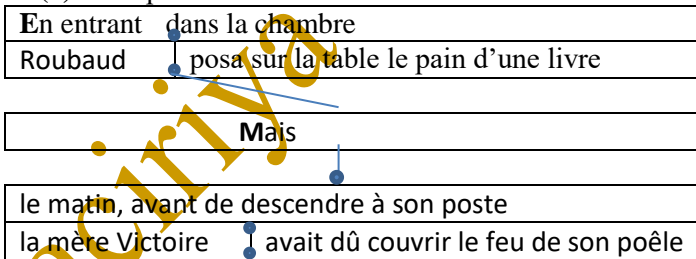 En entrant dans la chambre
Roubaud posa sur la table le pain d'une livre
Mais
le matin, avant de descendre à son poste
la mère Victoire avait dû couvrir le feu de son poêle